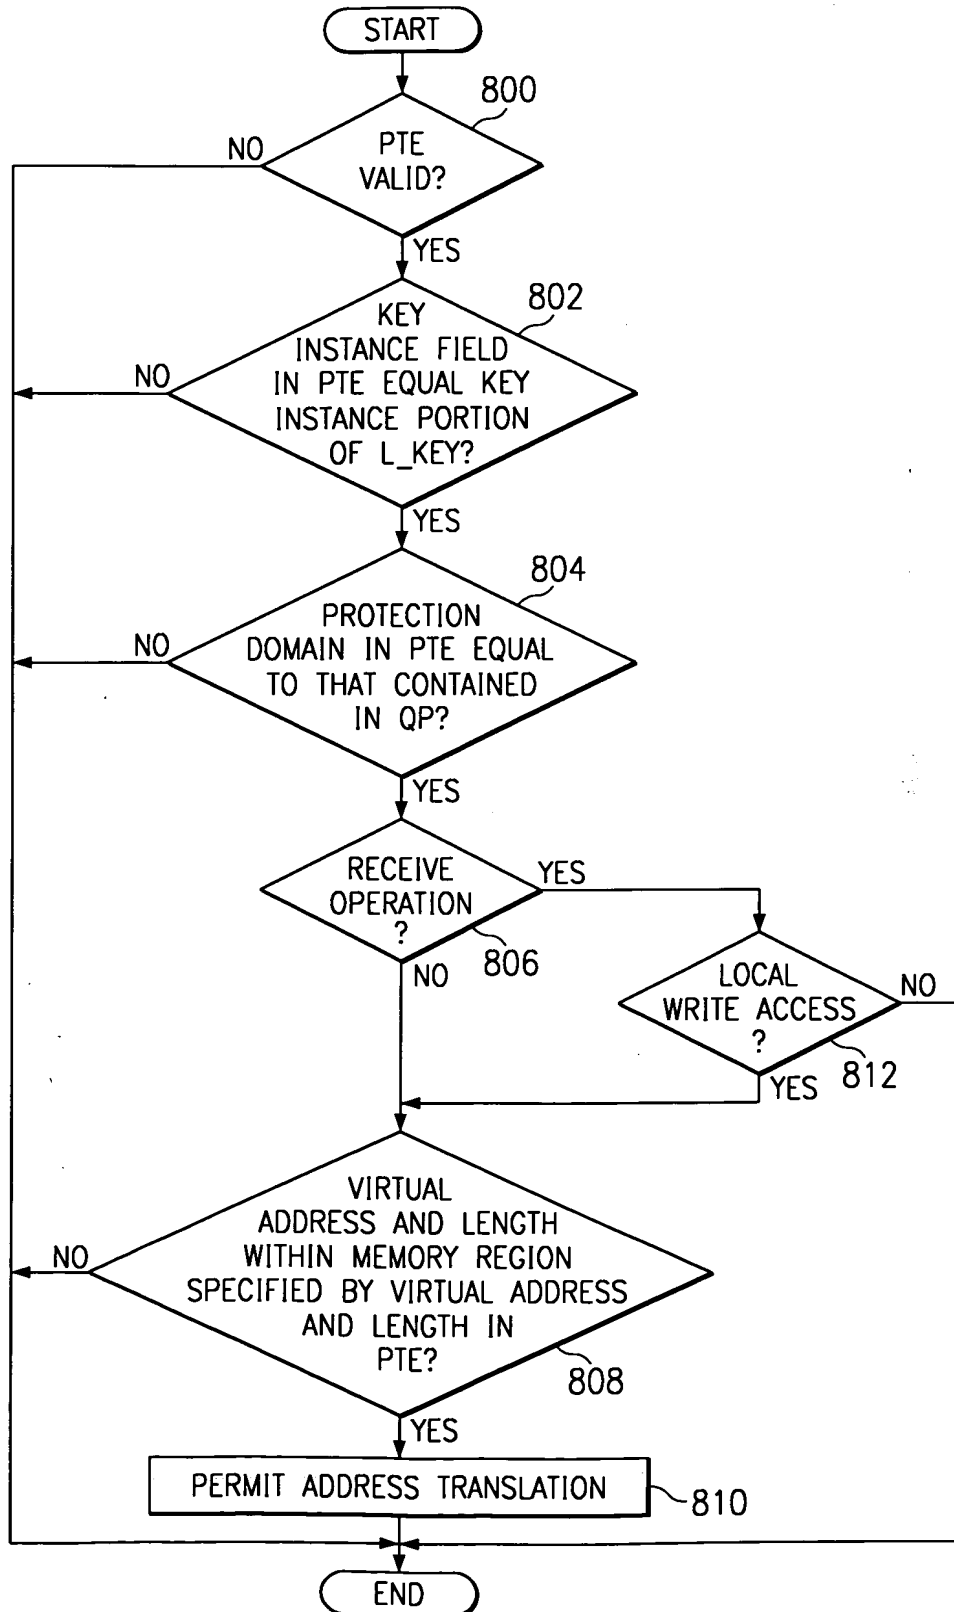 START
800
PTE
VALID?
NO
YES
802
KEY
INSTANCE FIELD
IN PTE EQUAL KEY
INSTANCE PORTION
OF L_KEY?
NO
YES
804
PROTECTION
DOMAIN IN PTE EQUAL
TO THAT CONTAINED
IN QP?
NO
YES
RECEIVE
OPERATION
?
YES
806
NO
LOCAL
WRITE ACCESS
?
NO
812
YES
VIRTUAL
ADDRESS AND LENGTH
WITHIN MEMORY REGION
SPECIFIED BY VIRTUAL ADDRESS
AND LENGTH IN
PTE?
NO
808
YES
PERMIT ADDRESS TRANSLATION
810
END